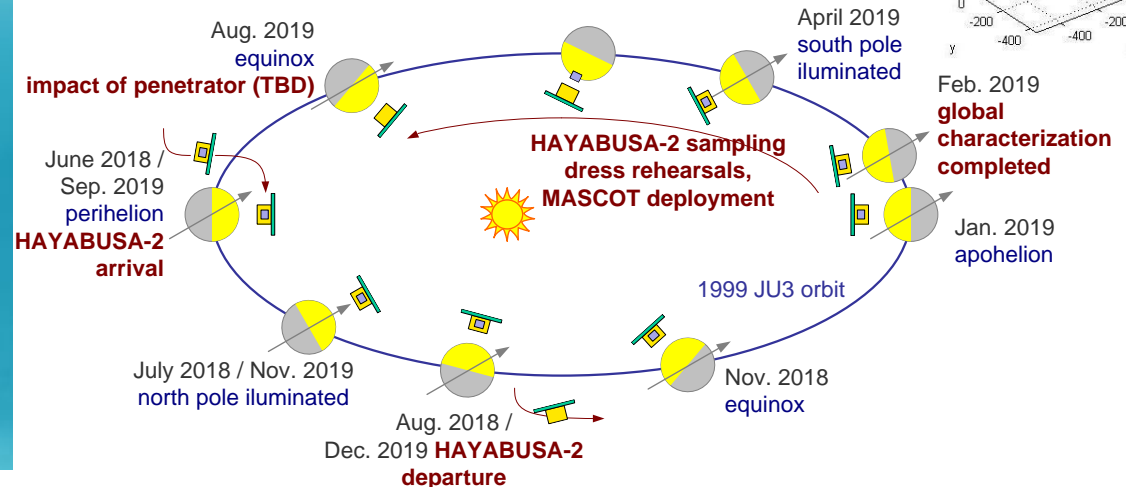 Aug. 2019
equinox
impact of penetrator (TBD)
April 2019
south pole
iluminated
0
-200
-400
y
-400
-200
Feb. 2019
global
characterization
completed
HAYABUSA-2 sampling
dress rehearsals,
MASCOT deployment
June 2018 /
Sep. 2019
perihelion
HAYABUSA-2
arrival
Jan. 2019
apohelion
1999 JU3 orbit
July 2018 / Nov. 2019
north pole iluminated
Nov. 2018
equinox
Aug. 2018 /
Dec. 2019 HAYABUSA-2
departure